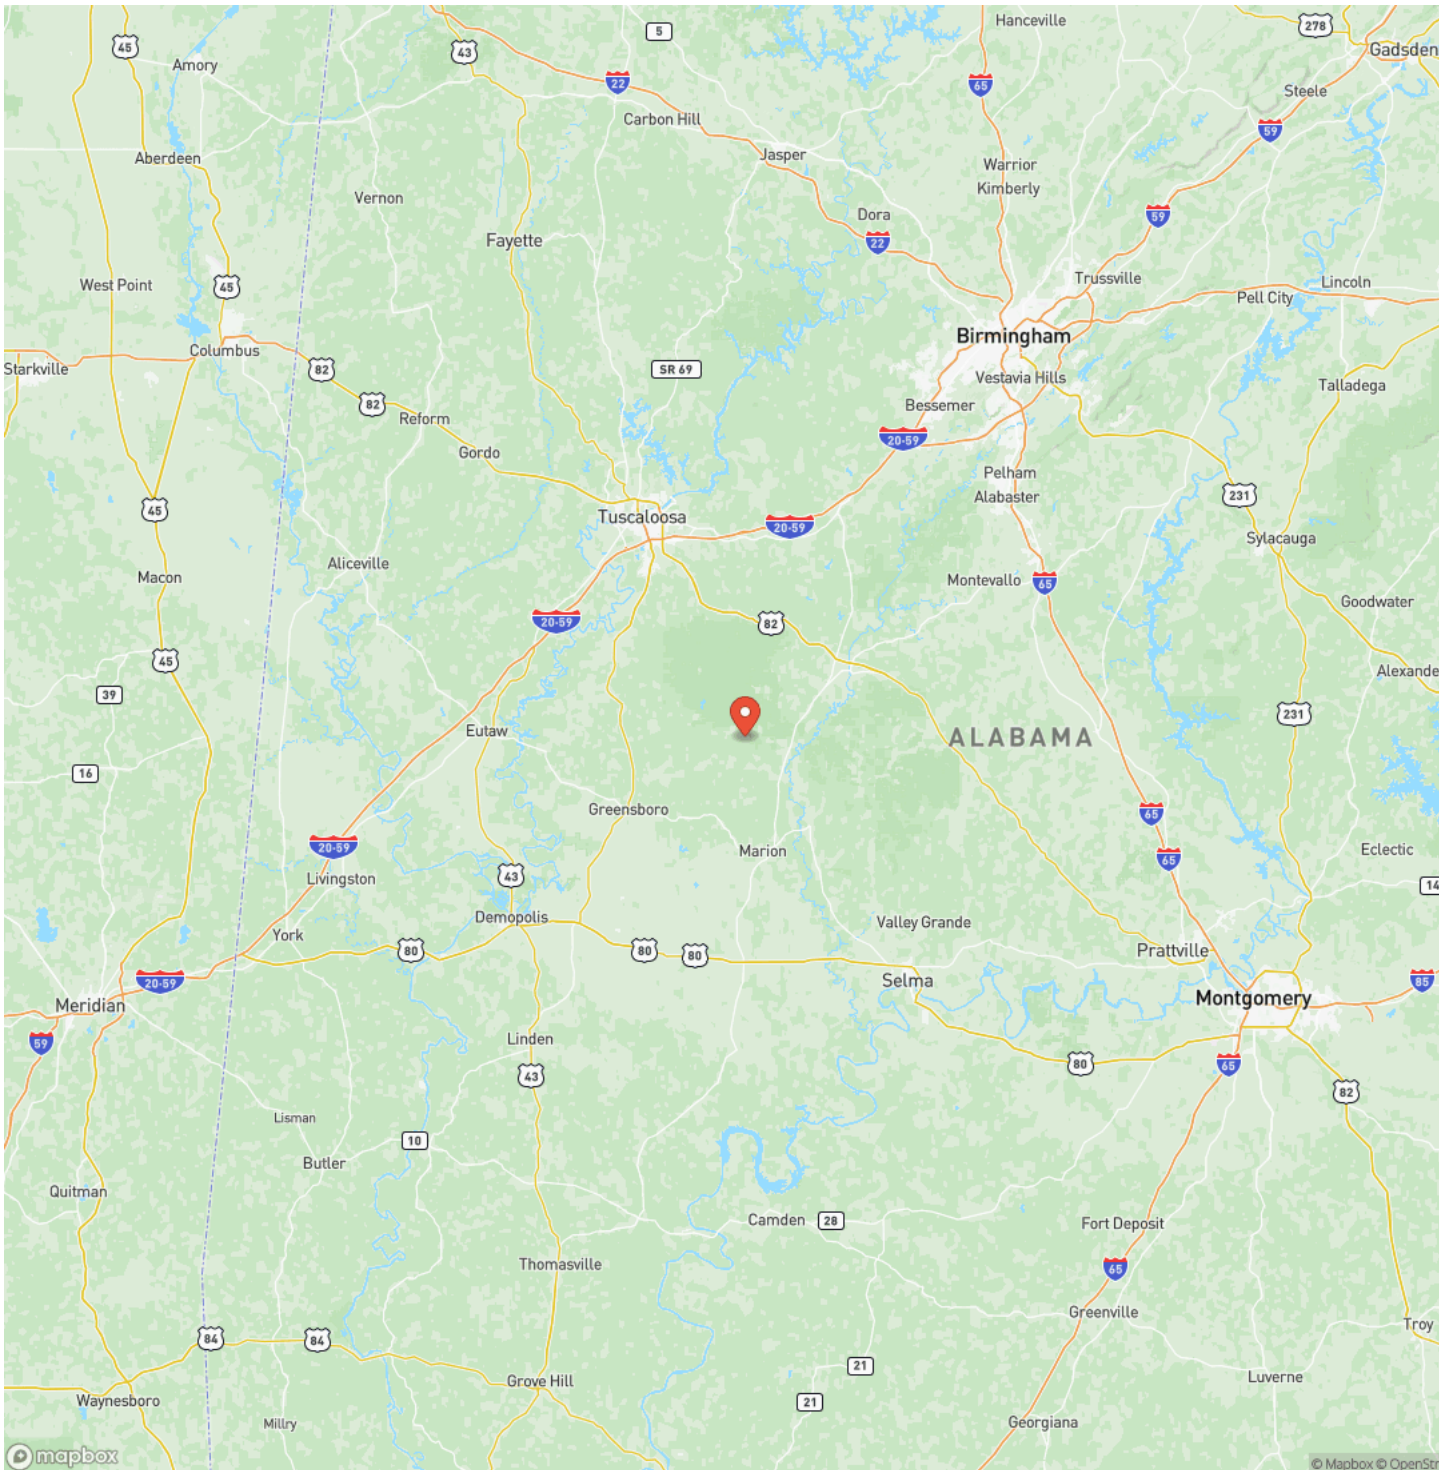 Hanceville
278
5
45
43
Gadsden
Amory
22
65
Steele
Carbon Hill
59
Jasper
Aberdeen
Warrior
Kimberly
Vernon
Dora
59
Fayette
22
Trussville
45
West Point
Lincoln
Pell City
Birmingham
Columbus
Starkville
82
SR 69
Vestavia Hills
Talladega
82
Bessemer
Reform
20-59
Gordo
Pelham
Alabaster
231
45
Tuscaloosa
20-59
Sylacauga
Aliceville
Macon
Montevallo
65
Goodwater
20-59
82
45
Alexande
39
231
Eutaw
ALABAMA
16
Greensboro
65
20-59
Marion
65
Eclectic
Livingston
43
14
Demopolis
Valley Grande
York
80
80
80
Prattville
20-59
Selma
85
Meridian
Montgomery
59
Linden
80
65
43
82
Lisman
10
Butler
Quitman
Camden
28
Fort Deposit
Thomasville
65
Greenville
84
84
Troy
21
Grove Hill
Luverne
Waynesboro
21
Millry
Georgiana
mapbox
© Mapbox © OpenStr